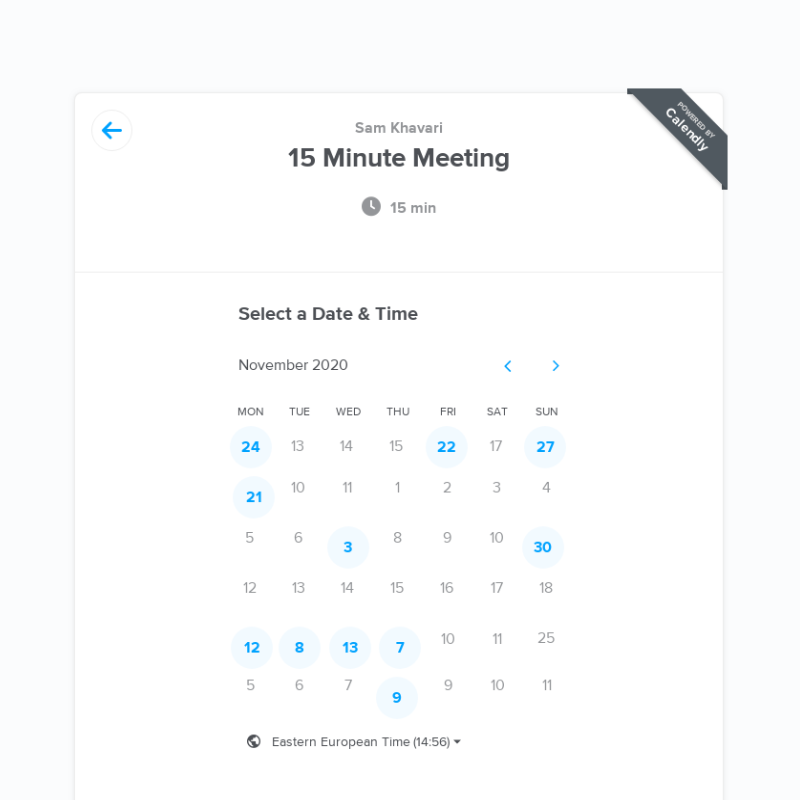 POWERED BY
Calendly
Sam Khavari
15 Minute Meeting
15 min
Select a Date & Time
November 2020
MON TUE WED THU FRI SAT SUN
24 13 14 15 22 17 27
21 10 11 1 2 3 4
5 6 3 8 9 10 30
12 13 14 15 16 17 18
12 8 13 7 10 11 25
5 6 7 9 9 10 11
Eastern European Time (14:56)